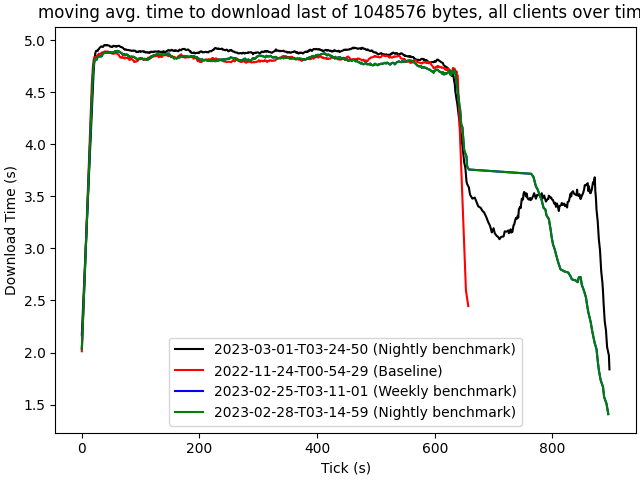 moving avg. time to download last of 1048576 bytes, all clients over tim
5.0
4.5
4.0
3.5
3.0
2.5
2.0
1.5
Download Time (s)
2023-03-01-T03-24-50 (Nightly benchmark)
2022-11-24-T00-54-29 (Baseline)
2023-02-25-T03-11-01 (Weekly benchmark)
2023-02-28-T03-14-59 (Nightly benchmark)
0 200 400 600 800
Tick (s)